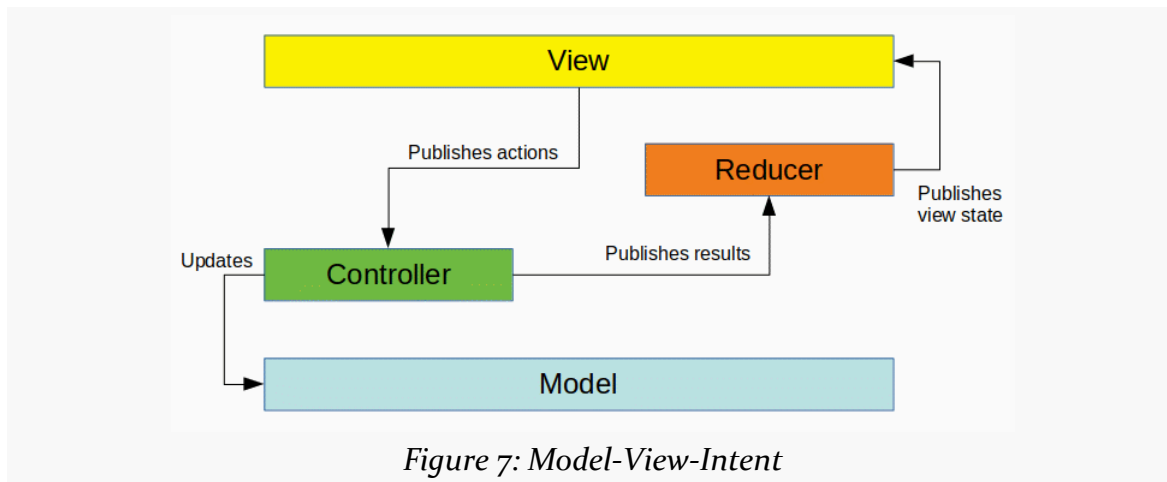 View
Publishes actions
Reducer
Publishes
view state
Updates
Controller
Publishes results
Model
Figure 7: Model-View-Intent